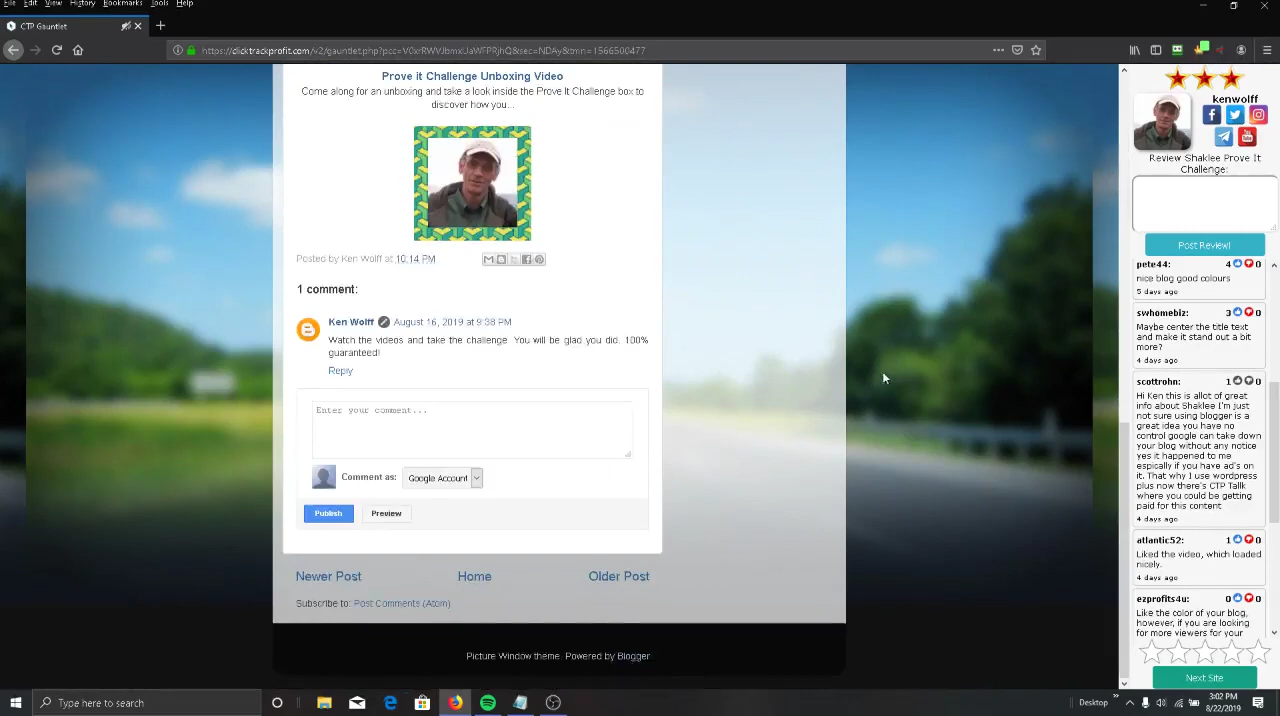 File Edit View History Bookmarks Tools Help
CTP Gauntlet
https://clicktrackprofit.com/v2/gauntlet.php?pcc=V0xrRWVJbmxUaWFPRjhQ&sec=NDAy&tmn=1566500477
Prove it Challenge Unboxing Video
Come along for an unboxing and take a look inside the Prove It Challenge box to
discover how you...
Posted by Ken Wolff at 10:14 PM
1 comment:
Ken Wolff August 16, 2019 at 9:38 PM
Watch the videos and take the challenge. You will be glad you did. 100%
guaranteed!
Reply
Enter your comment...
Comment as: Google Account
Publish Preview
Newer Post Home Older Post
Subscribe to: Post Comments (Atom)
Picture Window theme. Powered by Blogger.
kenwolff
Review Shaklee Prove It
Challenge:
Post Review!
pete44: 4 0
nice blog good colours
5 days ago
swhombiz: 3 0
Maybe center the title text
and make it stand out a bit
more?
4 days ago
scottrohn: 1 0
Hi Ken this is allot of great
info about Shaklee I'm just
not sure using blogger is a
great idea you have no
control google can take down
your blog without any notice
yes it happened to me
espically if you have ad's on
it. That why I use wordpress
plus now there's CTP Talk
where you could be getting
paid for this content
4 days ago
atlantic52: 1 0
Liked the video, which loaded
nicely.
4 days ago
ezprofits4u: 0 0
Like the color of your blog,
however, if you are looking
for more viewers for your
Next Site
Type here to search
Desktop
3:02 PM
8/22/2019